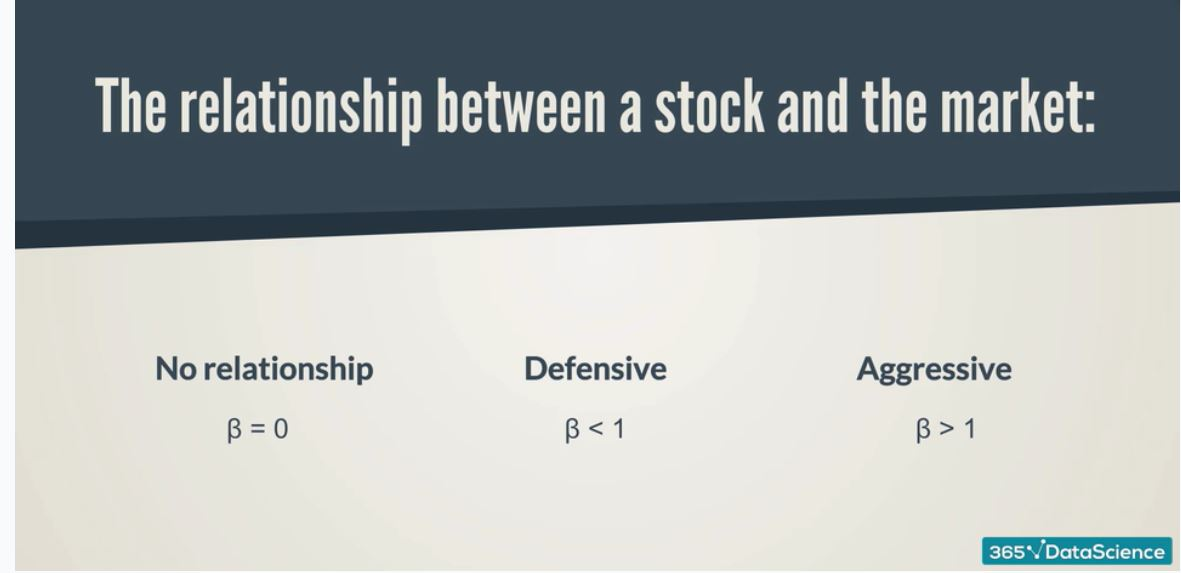 The relationship between a stock and the market:
No relationship Defensive Aggressive
β = 0 β < 1 β > 1
365 DataScience